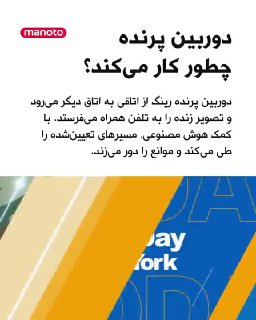 manoto
دوربین پرنده
چطور کار می‌کند؟
دوربین پرنده رینگ از اتاقی به اتاق دیگر می‌رود
و تصویر زنده را به تلفن همراه می‌فرستد. با
کمک هوش مصنوعی، مسیرهای تعیین‌شده را
طی می‌کند و موانع را دور می‌زند.
Day
York